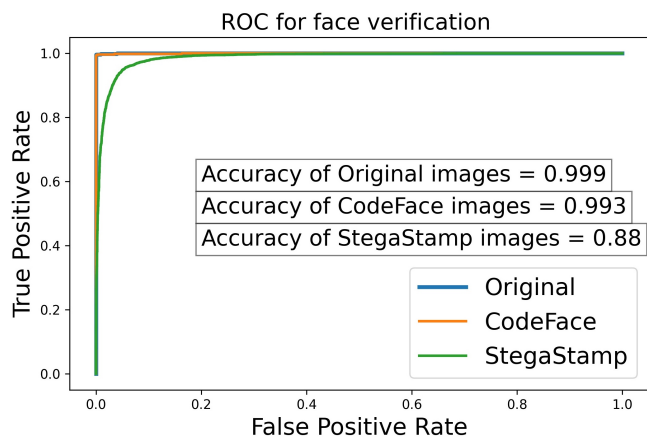 ROC for face verification
True Positive Rate
1.0
0.8
0.6
0.4
0.2
0.0
Accuracy of Original images = 0.999
Accuracy of CodeFace images = 0.993
Accuracy of StegaStamp images = 0.88
Original
CodeFace
StegaStamp
0.0 0.2 0.4 0.6 0.8 1.0
False Positive Rate